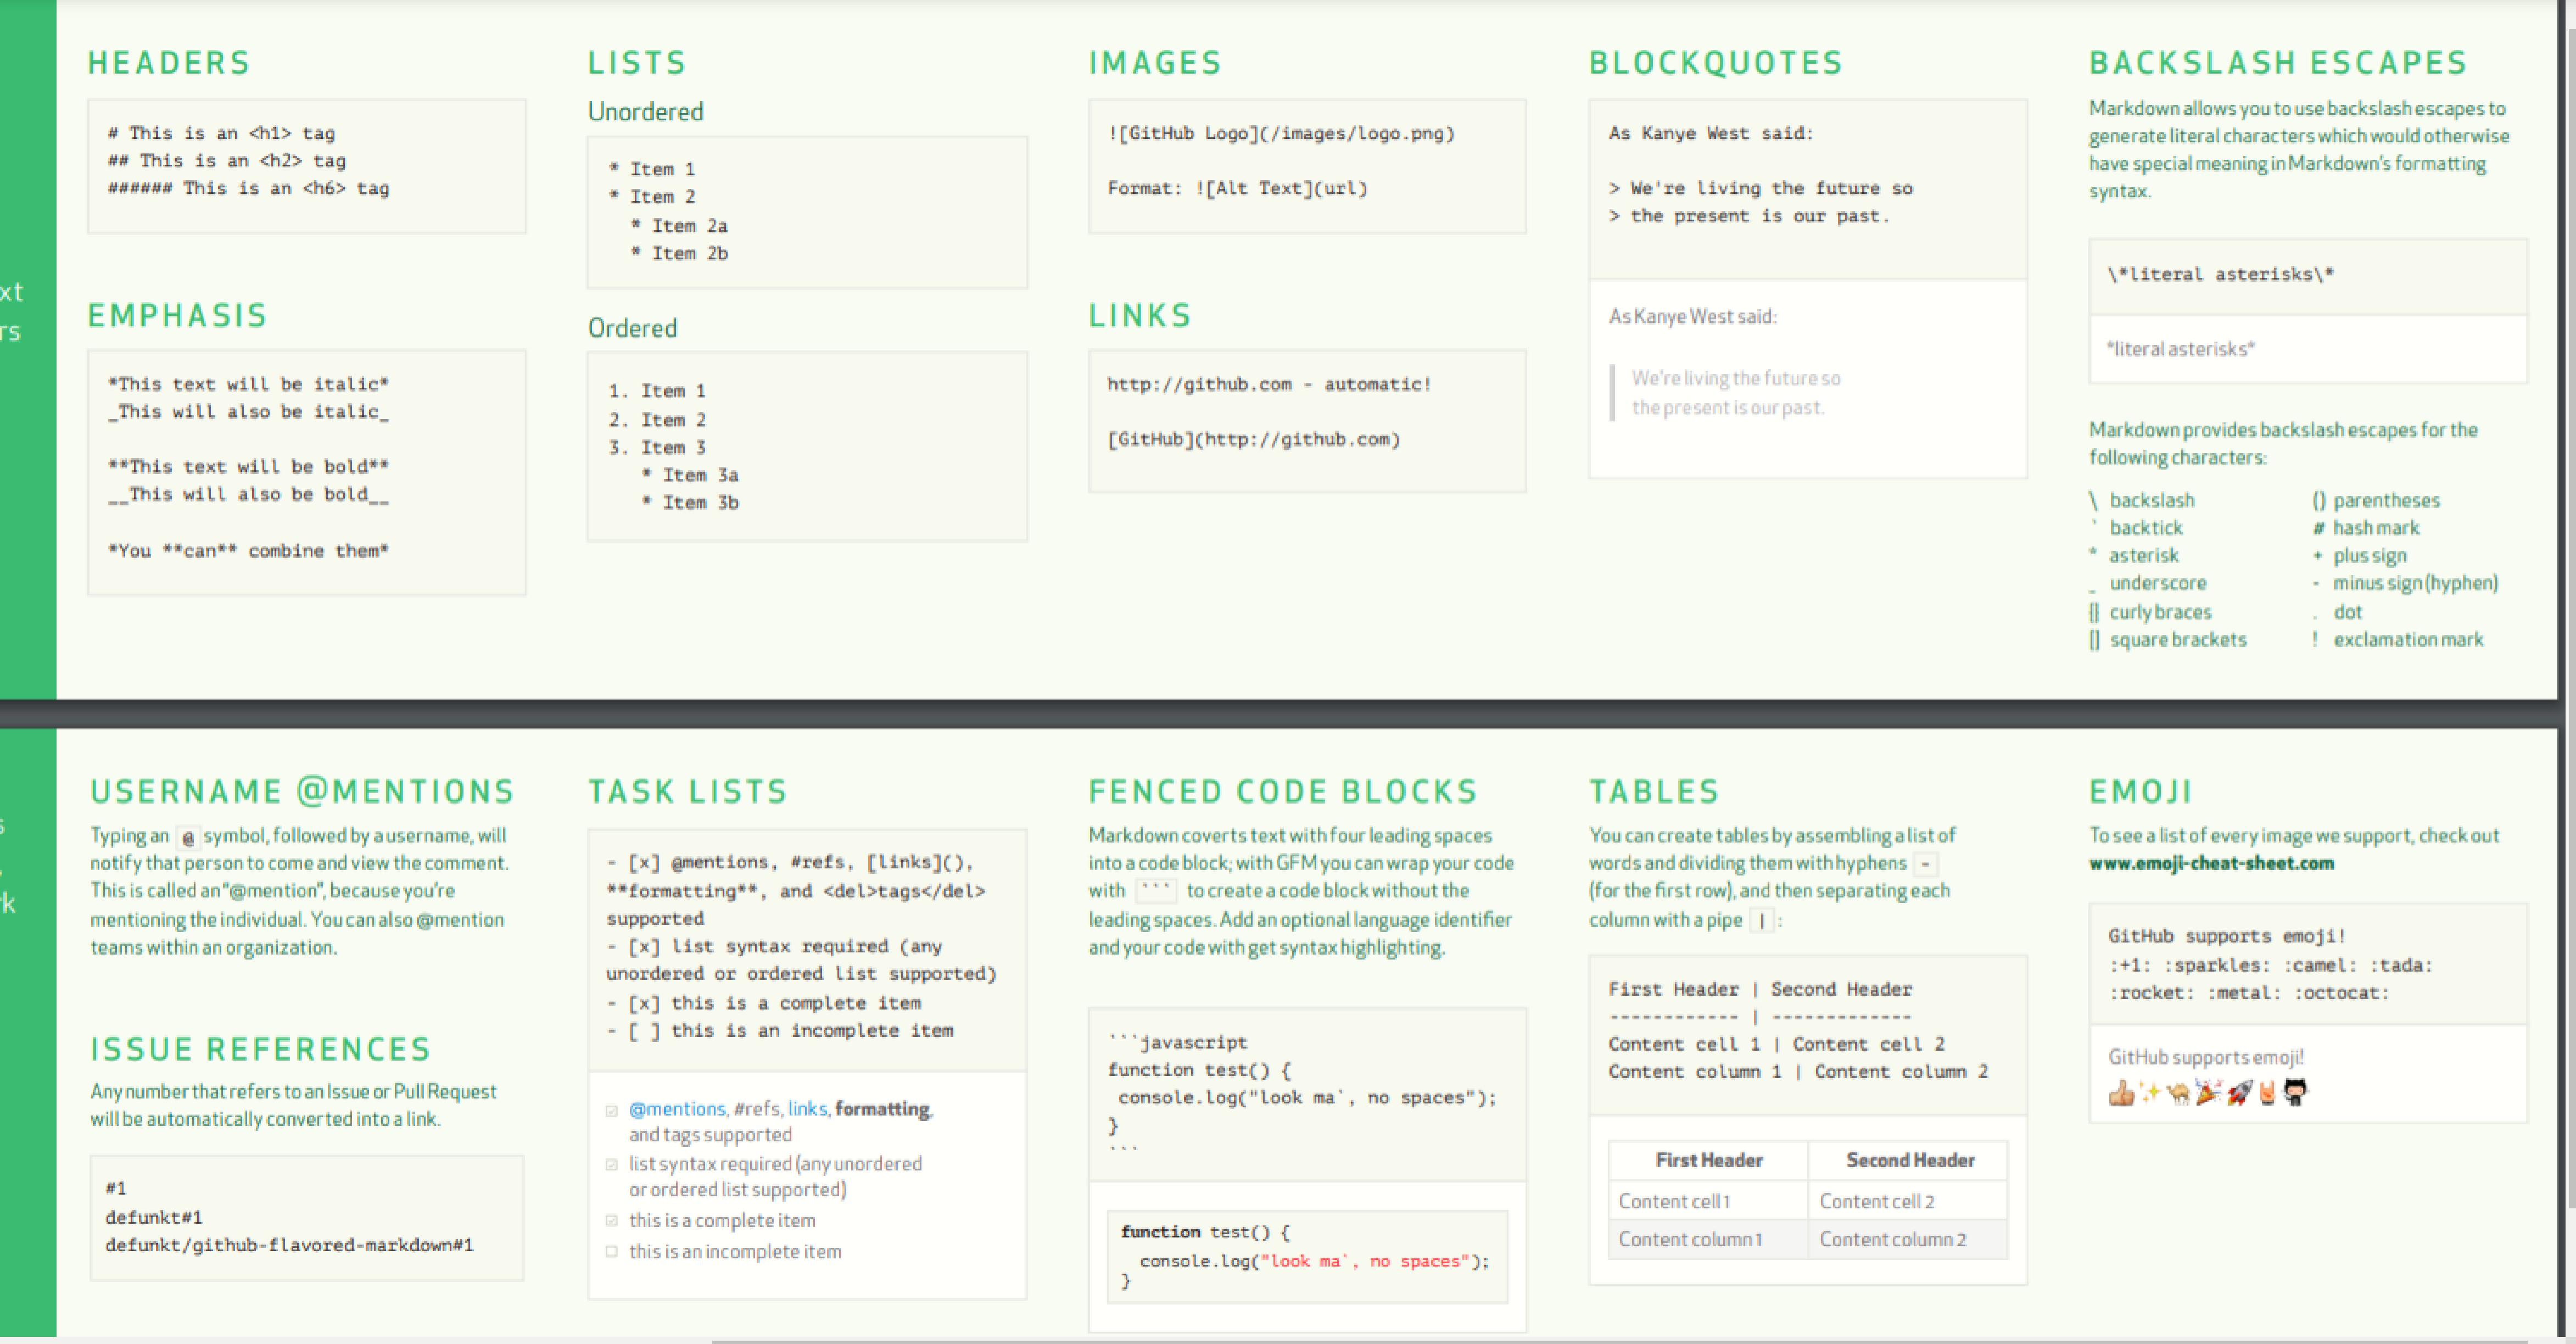 xt
rs
HEADERS
# This is an <h1> tag
## This is an <h2> tag
###### This is an <h6> tag
EMPHASIS
*This text will be italic*
_This will also be italic_
**This text will be bold**
__This will also be bold__
*You **can** combine them*
LISTS
Unordered
* Item 1
* Item 2
* Item 2a
* Item 2b
Ordered
1. Item 1
2. Item 2
3. Item 3
* Item 3a
* Item 3b
IMAGES
![GitHub Logo](/images/logo.png)
Format: ![Alt Text](url)
LINKS
http://github.com - automatic!
[GitHub](http://github.com)
BLOCKQUOTES
As Kanye West said:
> We're living the future so
> the present is our past.
As Kanye West said:
We're living the future so
the present is our past.
BACKSLASH ESCAPES
Markdown allows you to use backslash escapes to
generate literal characters which would otherwise
have special meaning in Markdown's formatting
syntax.
\*literal asterisks\*
*literal asterisks*
Markdown provides backslash escapes for the
following characters:
\ backslash
` backtick
* asterisk
_ underscore
{} curly braces
[] square brackets
() parentheses
# hash mark
+ plus sign
- minus sign (hyphen)
. dot
! exclamation mark
s
,
rk
USERNAME @MENTIONS
Typing an @ symbol, followed by a username, will
notify that person to come and view the comment.
This is called an "@mention", because you're
mentioning the individual. You can also @mention
teams within an organization.
ISSUE REFERENCES
Any number that refers to an Issue or Pull Request
will be automatically converted into a link.
#1
defunkt#1
defunkt/github-flavored-markdown#1
TASK LISTS
- [x] @mentions, #refs, [links](),
**formatting**, and <del>tags</del>
supported
- [x] list syntax required (any
unordered or ordered list supported)
- [x] this is a complete item
- [ ] this is an incomplete item
@mentions, #refs, links, formatting,
and tags supported
list syntax required (any unordered
or ordered list supported)
this is a complete item
this is an incomplete item
FENCED CODE BLOCKS
Markdown coverts text with four leading spaces
into a code block; with GFM you can wrap your code
with ``` to create a code block without the
leading spaces. Add an optional language identifier
and your code with get syntax highlighting.
```javascript
function test() {
console.log("look ma`, no spaces");
}
```
function test() {
console.log("look ma`, no spaces");
}
TABLES
You can create tables by assembling a list of
words and dividing them with hyphens -
(for the first row), and then separating each
column with a pipe | :
First Header | Second Header
------------ | -------------
Content cell 1 | Content cell 2
Content column 1 | Content column 2
First Header Second Header
Content cell 1 Content cell 2
Content column 1 Content column 2
EMOJI
To see a list of every image we support, check out
www.emoji-cheat-sheet.com
GitHub supports emoji!
:+1: :sparkles: :camel: :tada:
:rocket: :metal: :octocat:
GitHub supports emoji!